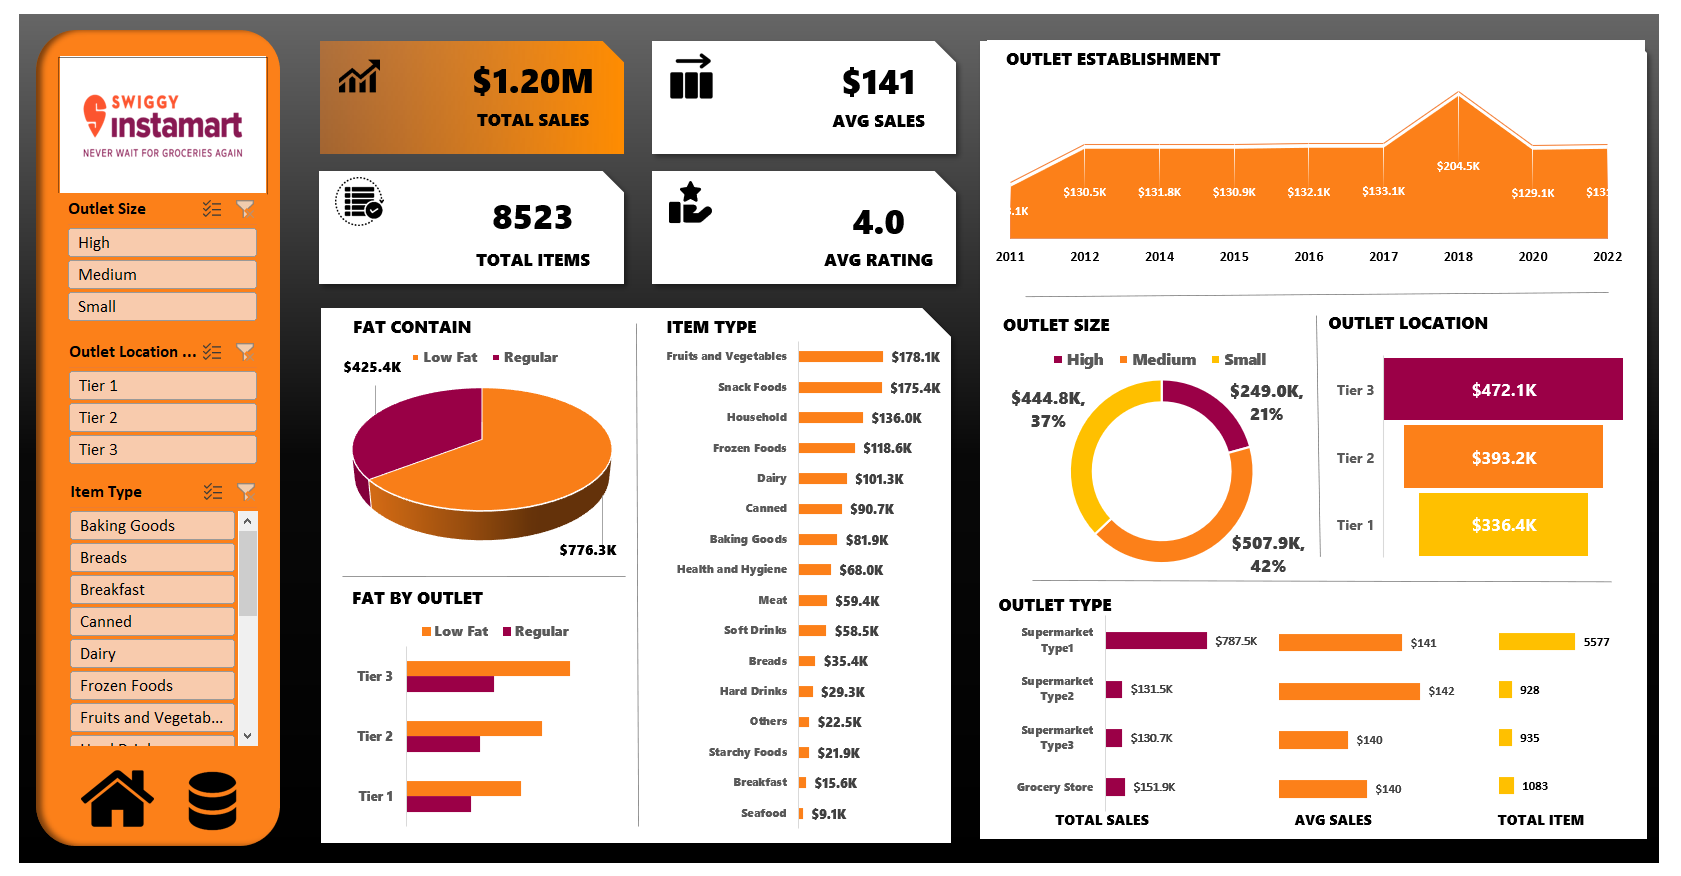 SWIGGY
instamart
NEVER WAIT FOR GROCERIES AGAIN
Outlet Size
High
Medium
Small
Outlet Location ...
Tier 1
Tier 2
Tier 3
Item Type
Baking Goods
Breads
Breakfast
Canned
Dairy
Frozen Foods
Fruits and Vegetab...
$1.20M
TOTAL SALES
$141
AVG SALES
8523
TOTAL ITEMS
4.0
AVG RATING
FAT CONTAIN
Low Fat Regular
$425.4K
$776.3K
FAT BY OUTLET
Low Fat Regular
Tier 3
Tier 2
Tier 1
ITEM TYPE
Fruits and Vegetables $178.1K
Snack Foods $175.4K
Household $136.0K
Frozen Foods $118.6K
Dairy $101.3K
Canned $90.7K
Baking Goods $81.9K
Health and Hygiene $68.0K
Meat $59.4K
Soft Drinks $58.5K
Breads $35.4K
Hard Drinks $29.3K
Others $22.5K
Starchy Foods $21.9K
Breakfast $15.6K
Seafood $9.1K
OUTLET ESTABLISHMENT
$204.5K
$130.5K $131.8K $130.9K $132.1K $133.1K $129.1K
2011 2012 2014 2015 2016 2017 2018 2020 2022
OUTLET SIZE
High Medium Small
$444.8K,
37%
$249.0K,
21%
$507.9K,
42%
OUTLET LOCATION
Tier 3 $472.1K
Tier 2 $393.2K
Tier 1 $336.4K
OUTLET TYPE
Supermarket
Type1 $787.5K $141 5577
Supermarket
Type2 $131.5K $142 928
Supermarket
Type3 $130.7K $140 935
Grocery Store $151.9K $140 1083
TOTAL SALES AVG SALES TOTAL ITEM